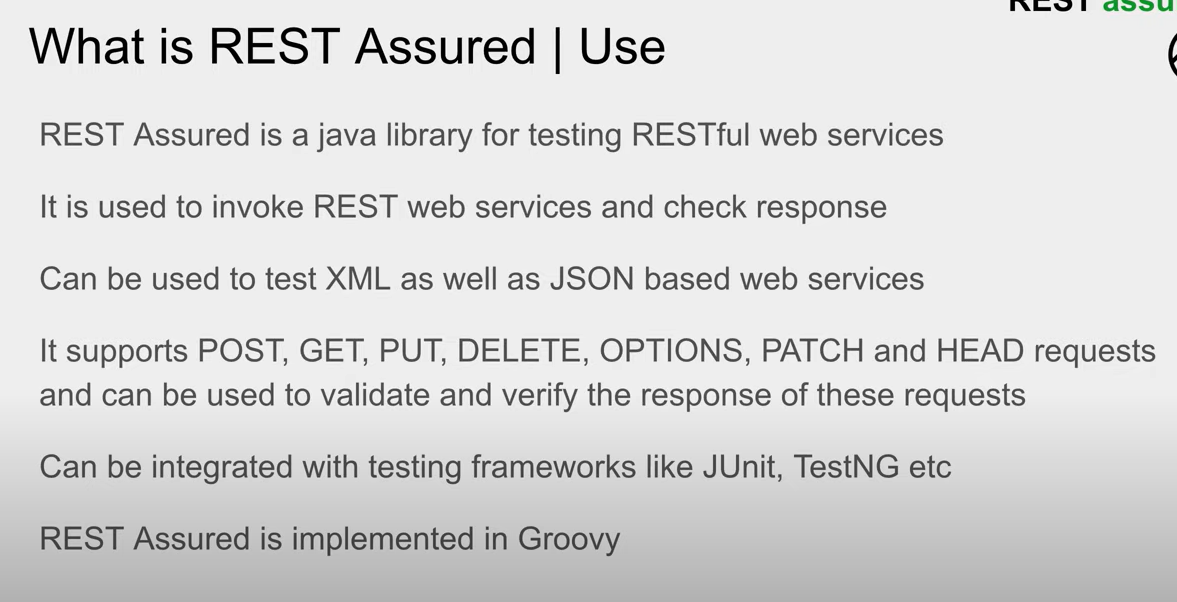 REST assu
What is REST Assured | Use
REST Assured is a java library for testing RESTful web services
It is used to invoke REST web services and check response
Can be used to test XML as well as JSON based web services
It supports POST, GET, PUT, DELETE, OPTIONS, PATCH and HEAD requests
and can be used to validate and verify the response of these requests
Can be integrated with testing frameworks like JUnit, TestNG etc
REST Assured is implemented in Groovy